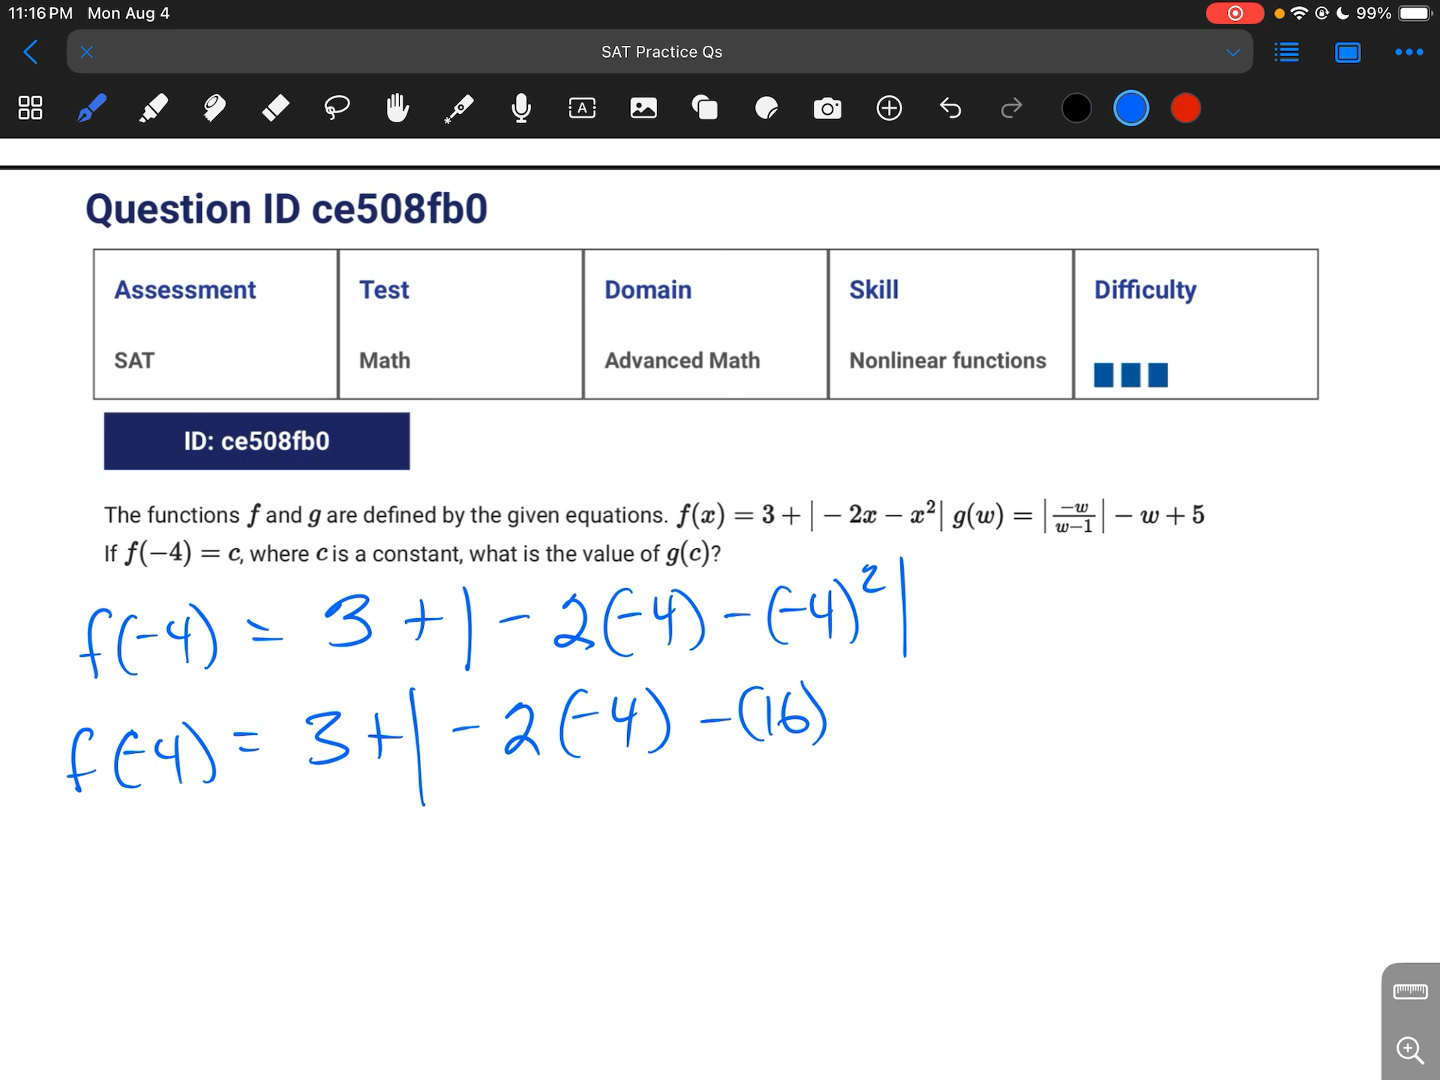 11:16 PM Mon Aug 4 99%
SAT Practice Qs
A
Question ID ce508fb0
Assessment Test Domain Skill Difficulty
SAT Math Advanced Math Nonlinear functions
ID: ce508fb0
The functions f and g are defined by the given equations. f(x) = 3 + | − 2x − x²| g(w) = |\frac{−w}{w−1}| − w + 5
If f(−4) = c, where c is a constant, what is the value of g(c)?
f(-4) = 3 + | - 2(-4) - (-4)² |
f(-4) = 3 + | - 2(-4) - (16)